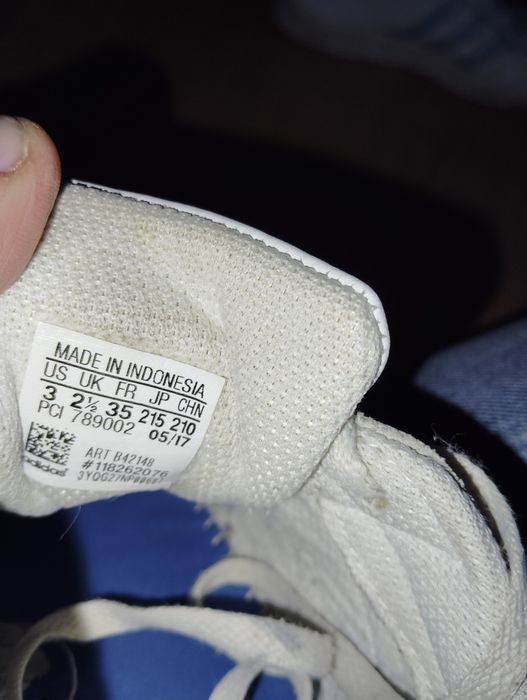 MADE IN INDONESIA
US UK FR JP CHN
3 2½ 35 215 210
PCI 789002 05/17
ART B42148
#118262076
adidas